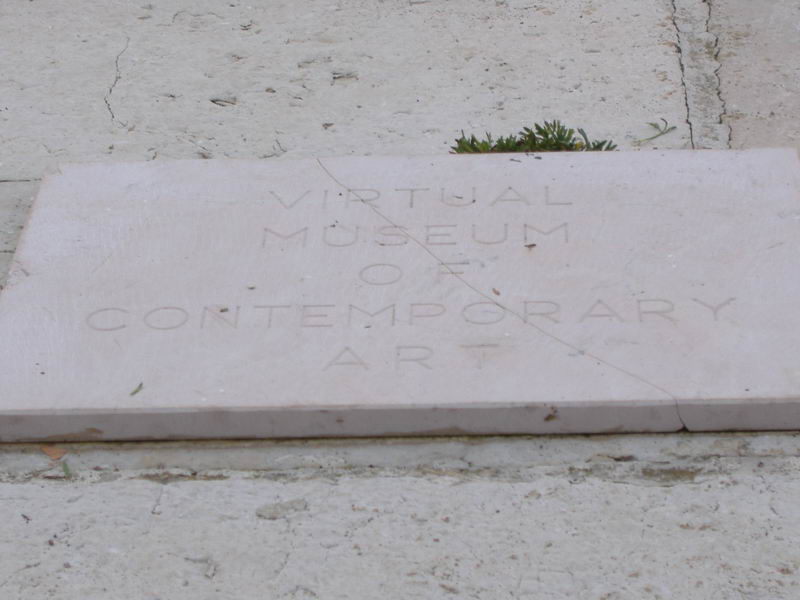 VIRTUAL
MUSEUM
OF
CONTEMPORARY
ART